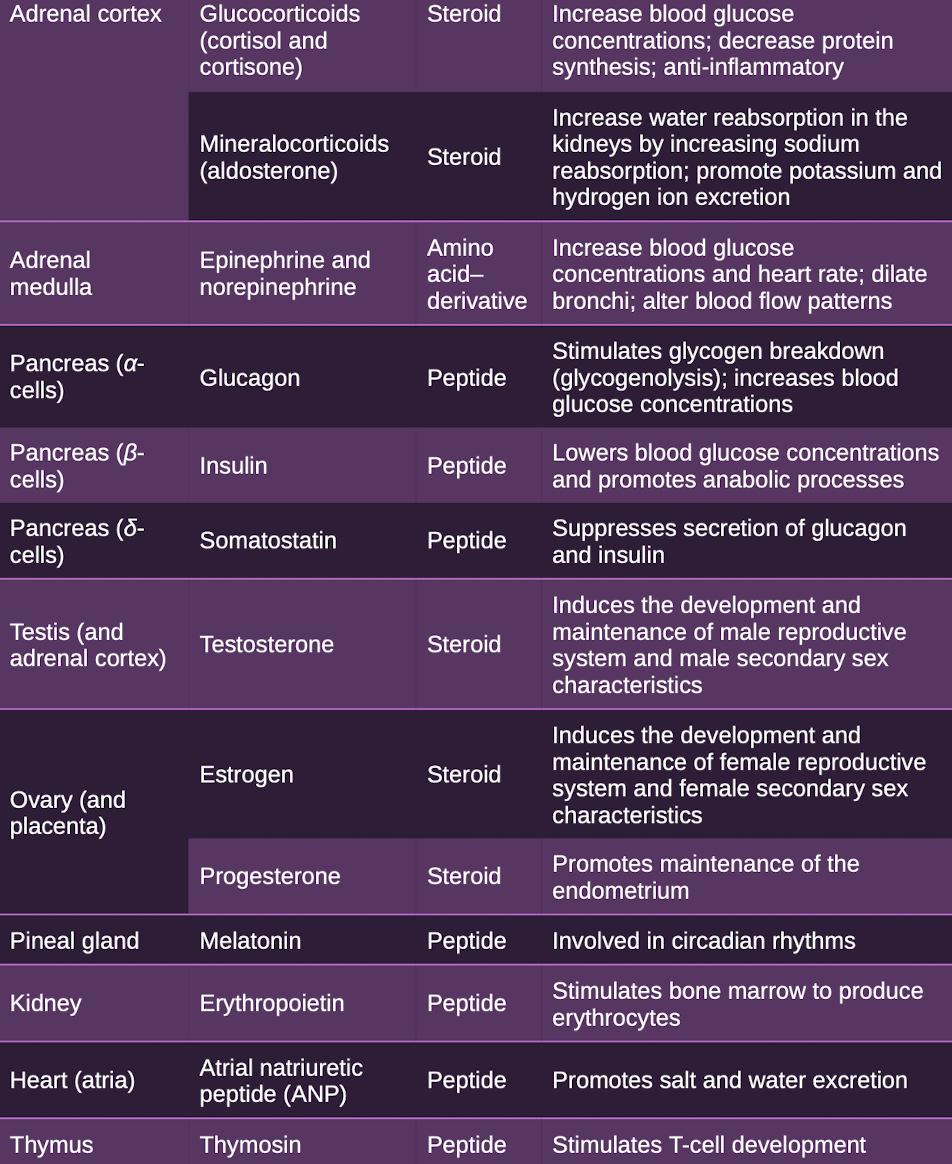 Adrenal cortex
Glucocorticoids
(cortisol and
cortisone)
Steroid
Increase blood glucose
concentrations; decrease protein
synthesis; anti-inflammatory
Mineralocorticoids
(aldosterone)
Steroid
Increase water reabsorption in the
kidneys by increasing sodium
reabsorption; promote potassium and
hydrogen ion excretion
Adrenal
medulla
Epinephrine and
norepinephrine
Amino
acid–
derivative
Increase blood glucose
concentrations and heart rate; dilate
bronchi; alter blood flow patterns
Pancreas (α-
cells)
Glucagon
Peptide
Stimulates glycogen breakdown
(glycogenolysis); increases blood
glucose concentrations
Pancreas (β-
cells)
Insulin
Peptide
Lowers blood glucose concentrations
and promotes anabolic processes
Pancreas (δ-
cells)
Somatostatin
Peptide
Suppresses secretion of glucagon
and insulin
Testis (and
adrenal cortex)
Testosterone
Steroid
Induces the development and
maintenance of male reproductive
system and male secondary sex
characteristics
Ovary (and
placenta)
Estrogen
Steroid
Induces the development and
maintenance of female reproductive
system and female secondary sex
characteristics
Progesterone
Steroid
Promotes maintenance of the
endometrium
Pineal gland
Melatonin
Peptide
Involved in circadian rhythms
Kidney
Erythropoietin
Peptide
Stimulates bone marrow to produce
erythrocytes
Heart (atria)
Atrial natriuretic
peptide (ANP)
Peptide
Promotes salt and water excretion
Thymus
Thymosin
Peptide
Stimulates T-cell development